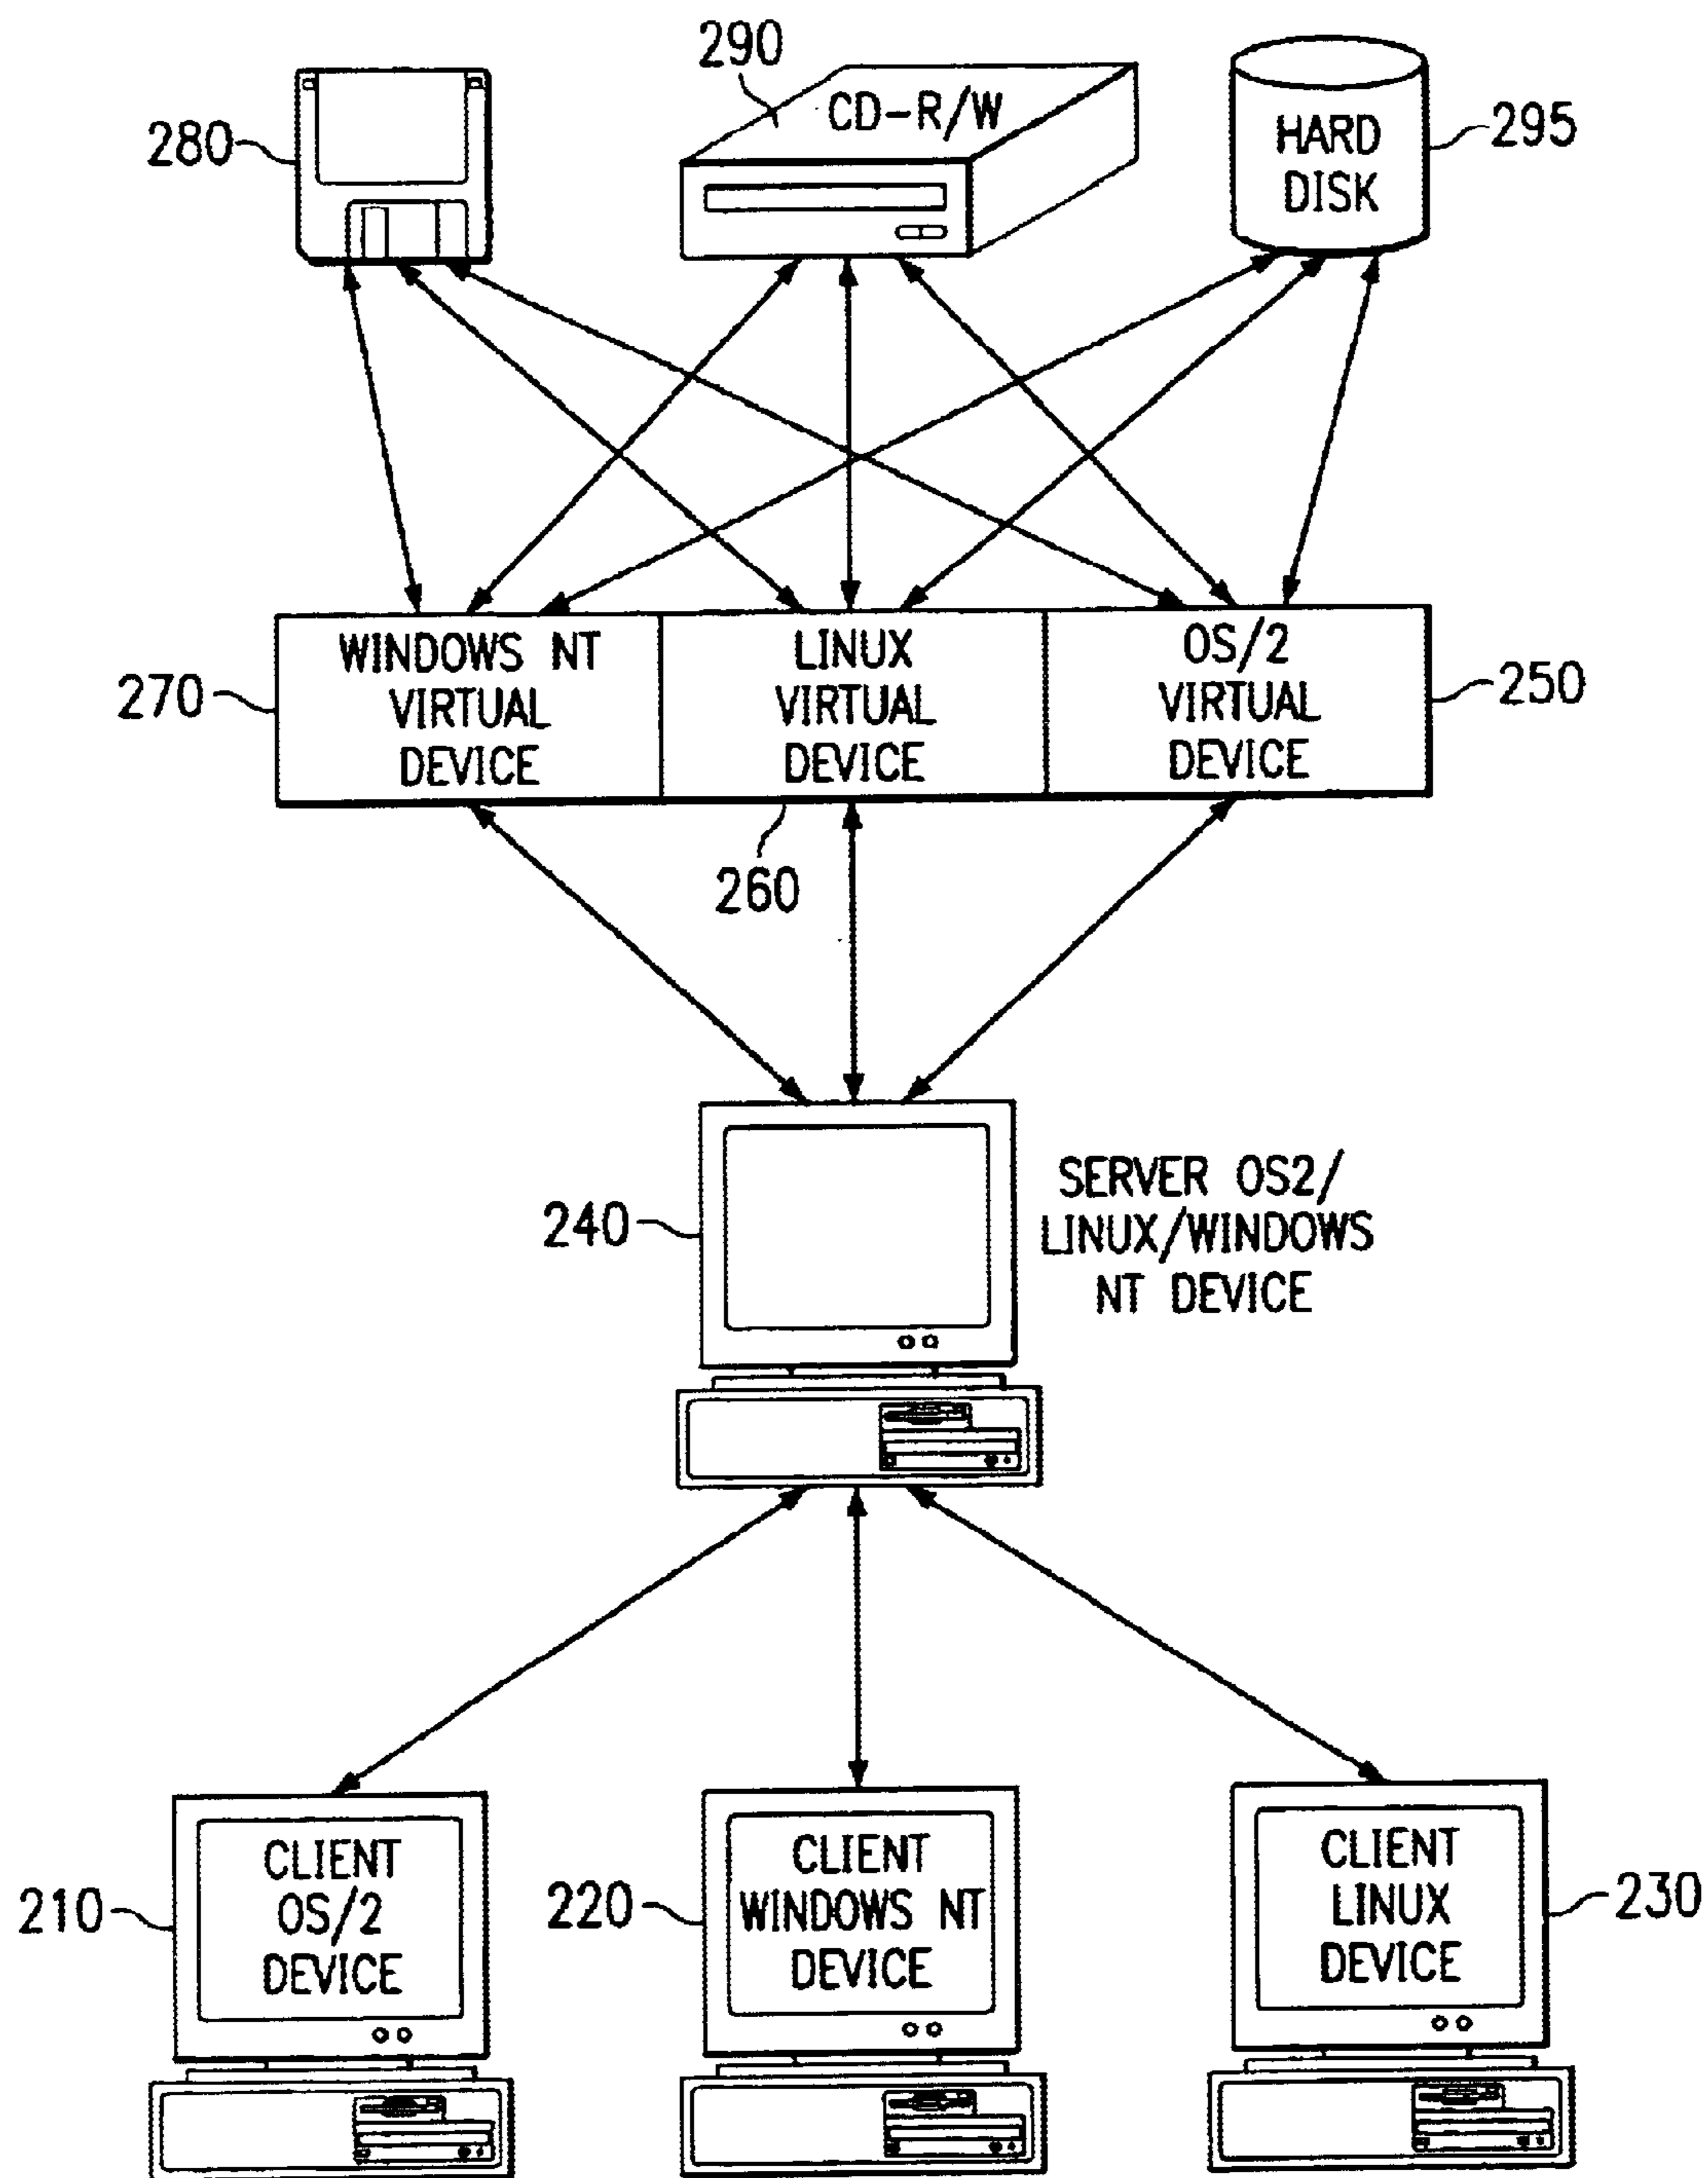 290
CD-R/W
280
HARD
DISK
295
270
WINDOWS NT
VIRTUAL
DEVICE
LINUX
VIRTUAL
DEVICE
OS/2
VIRTUAL
DEVICE
250
260
240
SERVER OS2/
LINUX/WINDOWS
NT DEVICE
210
CLIENT
OS/2
DEVICE
220
CLIENT
WINDOWS NT
DEVICE
CLIENT
LINUX
DEVICE
230